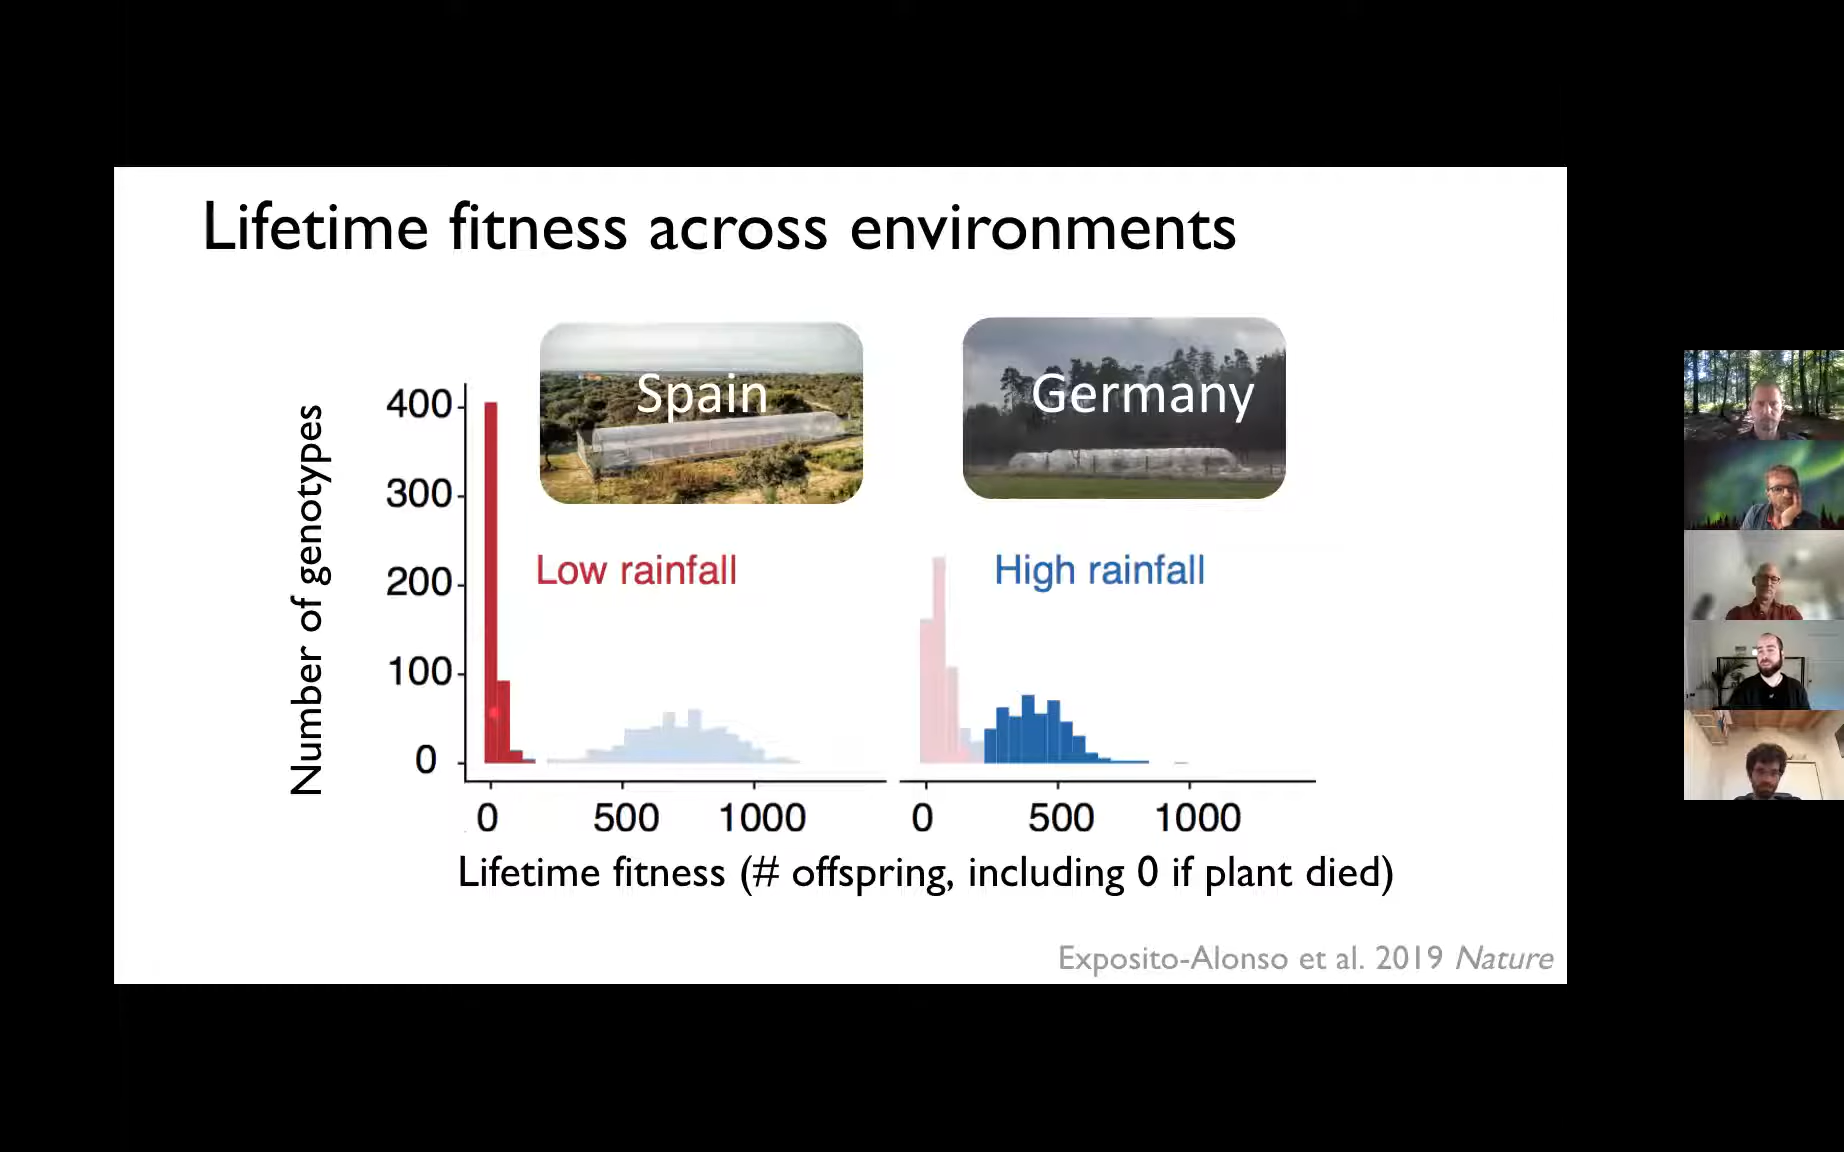 Lifetime fitness across environments
Spain
Germany
Number of genotypes
400
300
200
100
0
Low rainfall
High rainfall
0 500 1000
0 500 1000
Lifetime fitness (# offspring, including 0 if plant died)
Exposito-Alonso et al. 2019 Nature